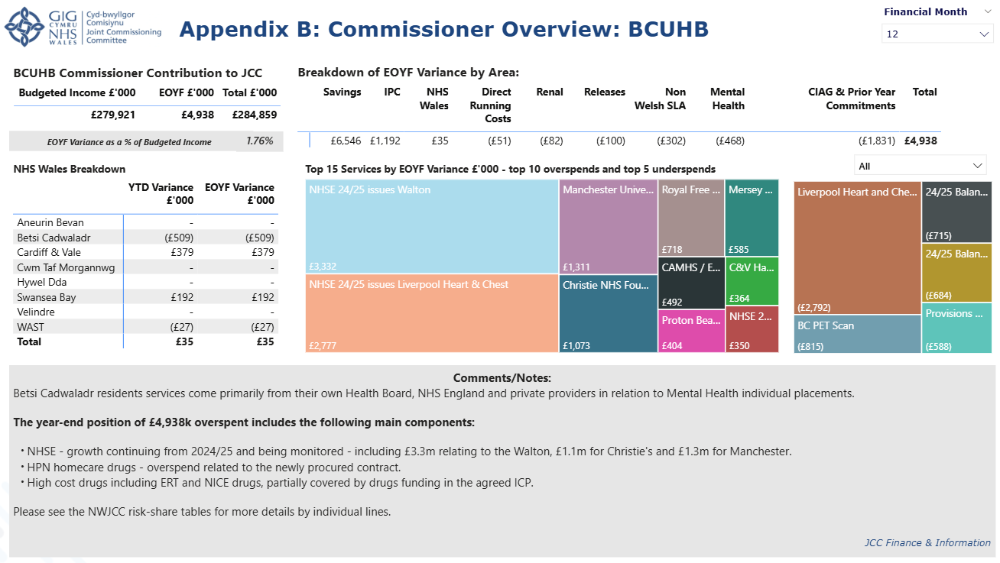 GIG
CYMRU
NHS
WALES
Cyd-bwyllgor
Comisiynu
Joint Commissioning
Committee
Appendix B: Commissioner Overview: BCUHB
Financial Month
12
BCUHB Commissioner Contribution to JCC
Budgeted Income £'000 EOYF £'000 Total £'000
£279,921 £4,938 £284,859
EOYF Variance as a % of Budgeted Income 1.76%
Breakdown of EOYF Variance by Area:
Savings IPC NHS Wales Direct Running Costs Renal Releases Non Welsh SLA Mental Health CIAG & Prior Year Commitments Total
£6,546 £1,192 £35 (£51) (£82) (£100) (£302) (£468) (£1,831) £4,938
NHS Wales Breakdown
YTD Variance £'000 EOYF Variance £'000
Aneurin Bevan - -
Betsi Cadwaladr (£509) (£509)
Cardiff & Vale £379 £379
Cwm Taf Morgannwg - -
Hywel Dda - -
Swansea Bay £192 £192
Velindre - -
WAST (£27) (£27)
Total £35 £35
Top 15 Services by EOYF Variance £'000 - top 10 overspends and top 5 underspends
All
NHSE 24/25 issues Walton
£3,332
NHSE 24/25 issues Liverpool Heart & Chest
£2,777
Manchester Unive...
£1,311
Christie NHS Fou...
£1,073
Royal Free ...
£718
CAMHS / E...
£492
Proton Bea...
£404
Mersey ...
£585
C&V Ha...
£364
NHSE 2...
£350
Liverpool Heart and Che...
(£2,792)
BC PET Scan
(£815)
24/25 Balan...
(£715)
24/25 Balan...
(£684)
Provisions ...
(£588)
Comments/Notes:
Betsi Cadwaladr residents services come primarily from their own Health Board, NHS England and private providers in relation to Mental Health individual placements.
The year-end position of £4,938k overspent includes the following main components:
• NHSE - growth continuing from 2024/25 and being monitored - including £3.3m relating to the Walton, £1.1m for Christie's and £1.3m for Manchester.
• HPN homecare drugs - overspend related to the newly procured contract.
• High cost drugs including ERT and NICE drugs, partially covered by drugs funding in the agreed ICP.
Please see the NWJCC risk-share tables for more details by individual lines.
JCC Finance & Information